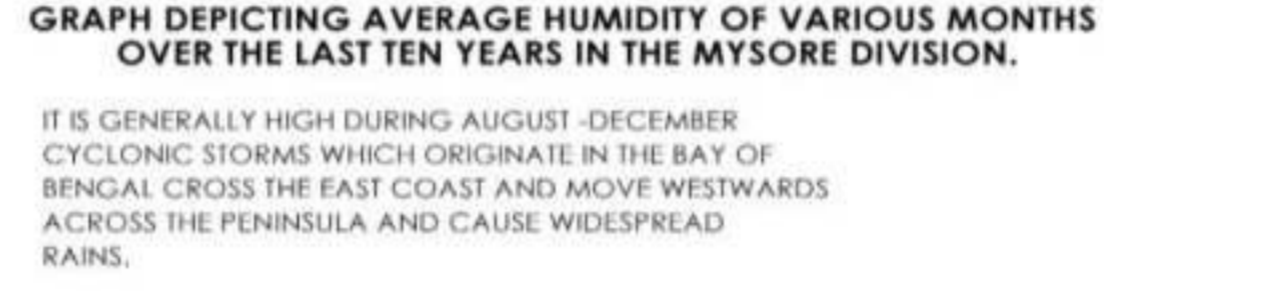 GRAPH DEPICTING AVERAGE HUMIDITY OF VARIOUS MONTHS
OVER THE LAST TEN YEARS IN THE MYSORE DIVISION.
IT IS GENERALLY HIGH DURING AUGUST -DECEMBER
CYCLONIC STORMS WHICH ORIGINATE IN THE BAY OF
BENGAL CROSS THE EAST COAST AND MOVE WESTWARDS
ACROSS THE PENINSULA AND CAUSE WIDESPREAD
RAINS,